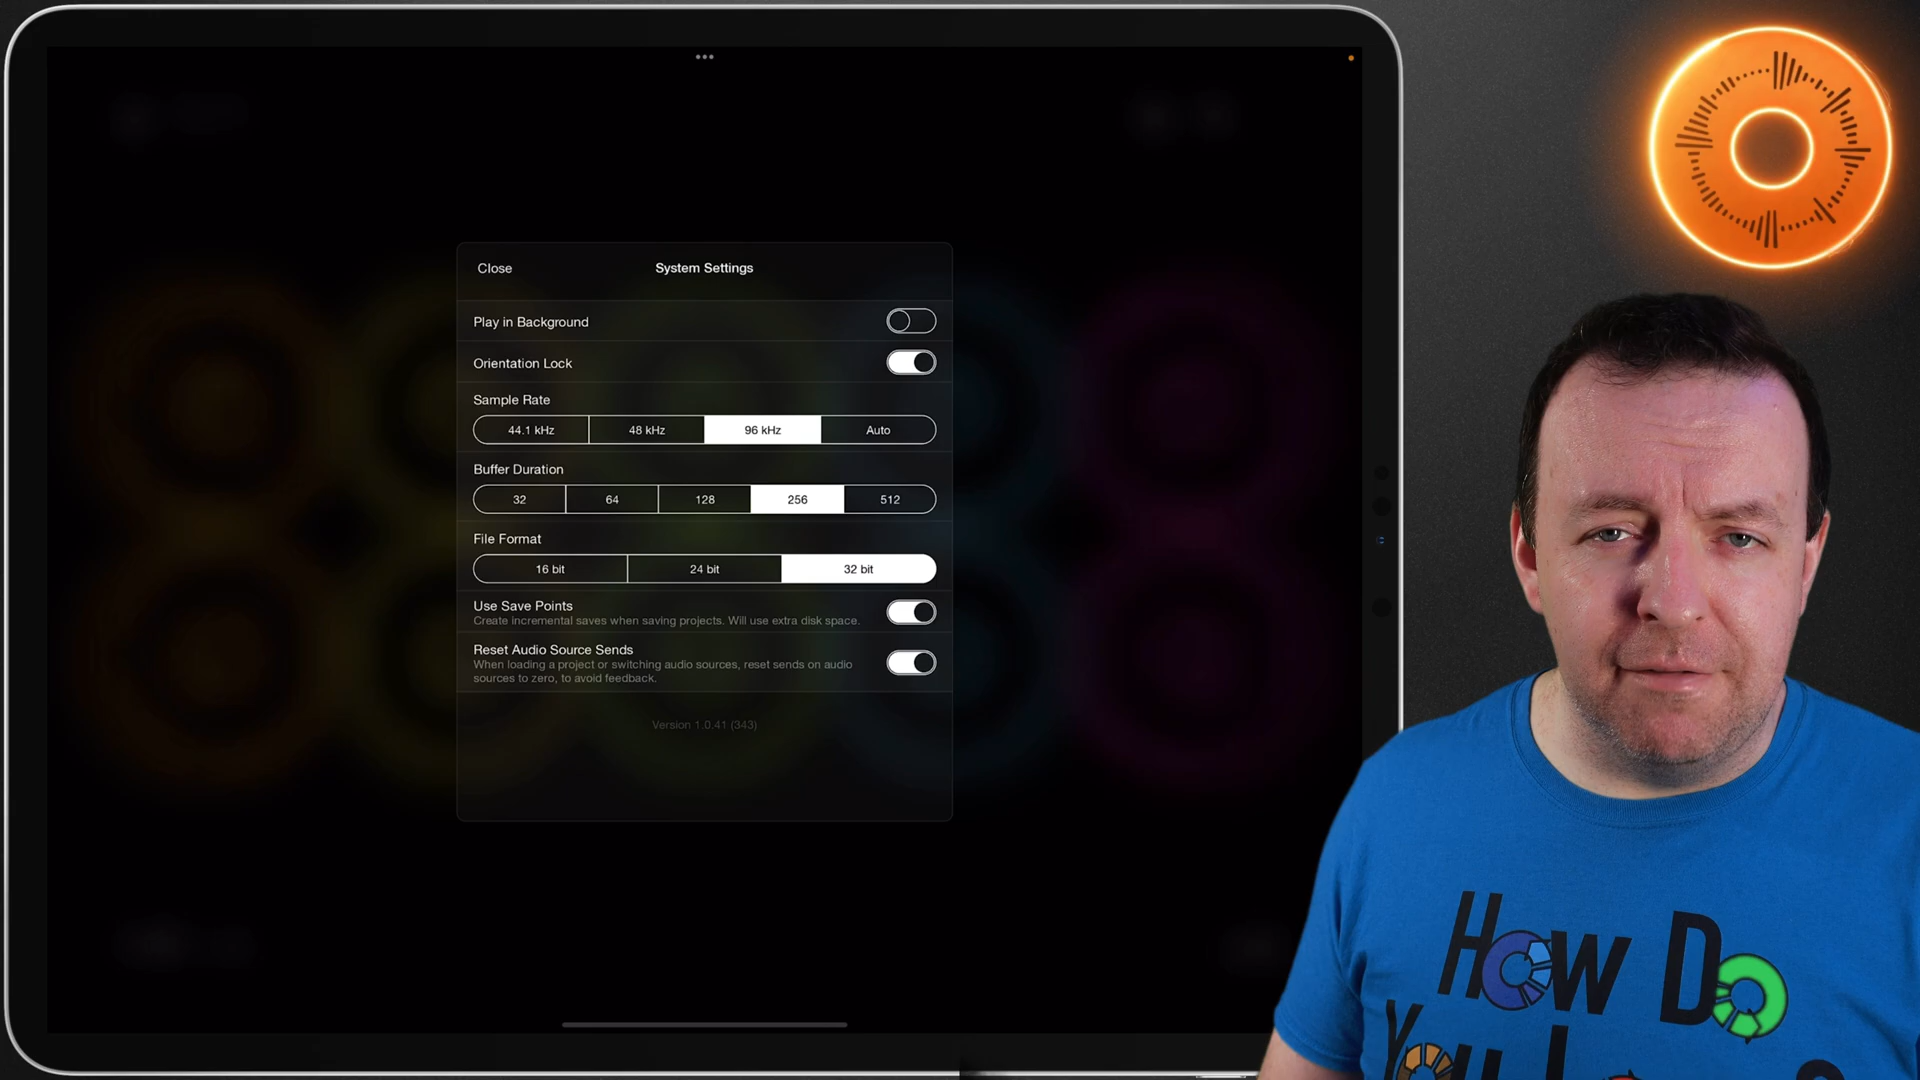 Close
System Settings
Play in Background
Orientation Lock
Sample Rate
44.1 kHz
48 kHz
96 kHz
Auto
Buffer Duration
32
64
128
256
512
File Format
16 bit
24 bit
32 bit
Use Save Points
Create incremental saves when saving projects. Will use extra disk space.
Reset Audio Source Sends
When loading a project or switching audio sources, reset sends on audio
sources to zero, to avoid feedback.
Version 1.0.41 (343)
How Do